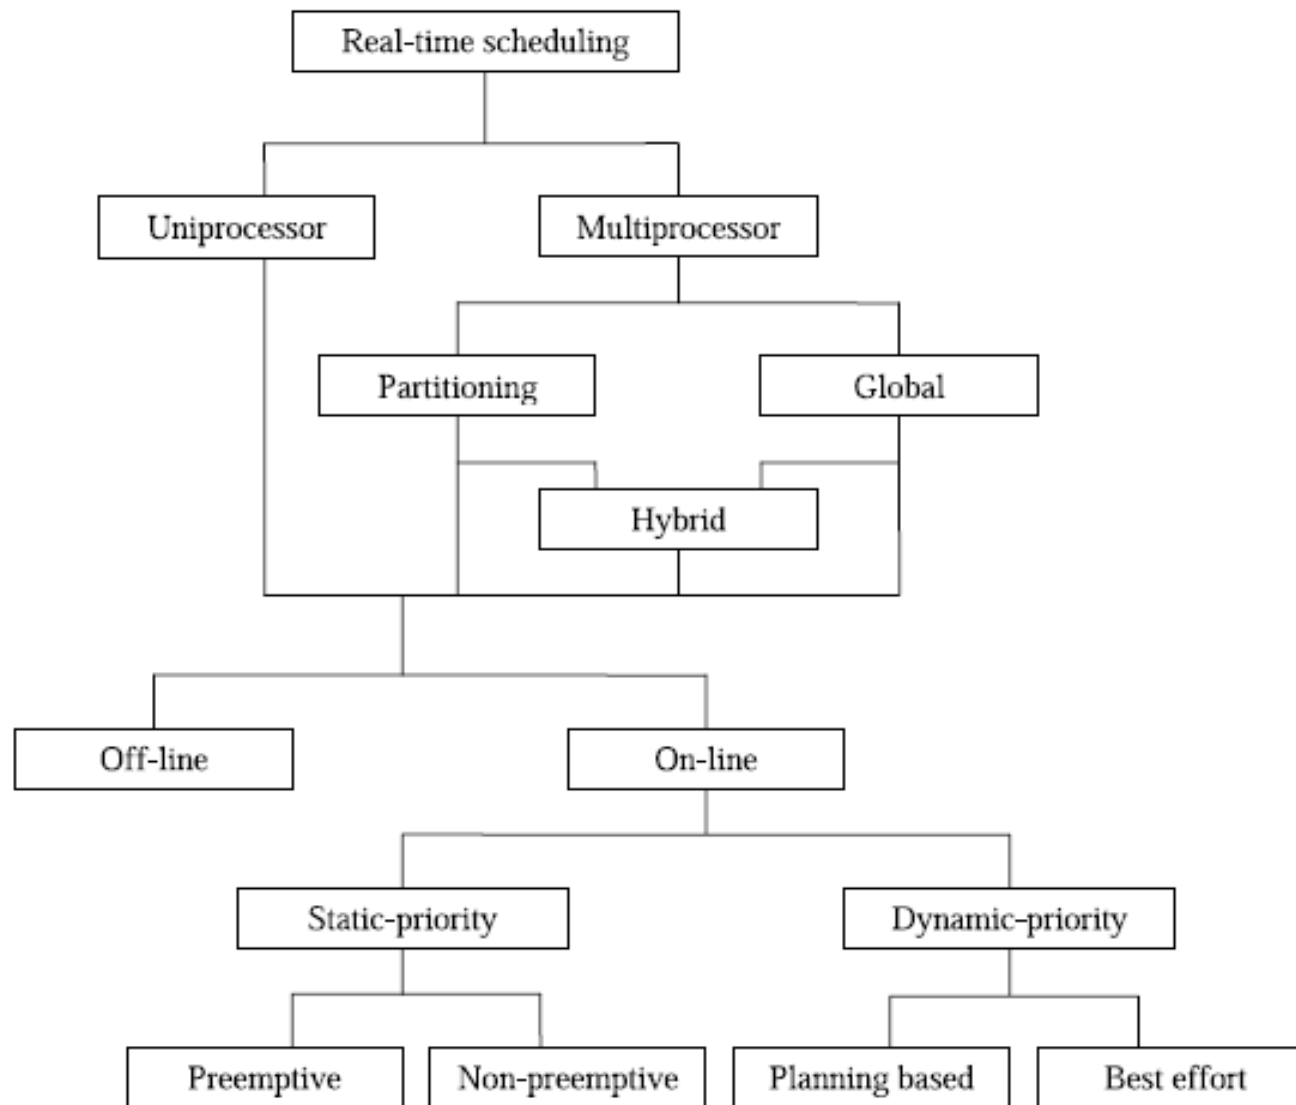 Real-time scheduling
Uniprocessor
Multiprocessor
Partitioning
Global
Hybrid
Off-line
On-line
Static-priority
Dynamic-priority
Preemptive
Non-preemptive
Planning based
Best effort